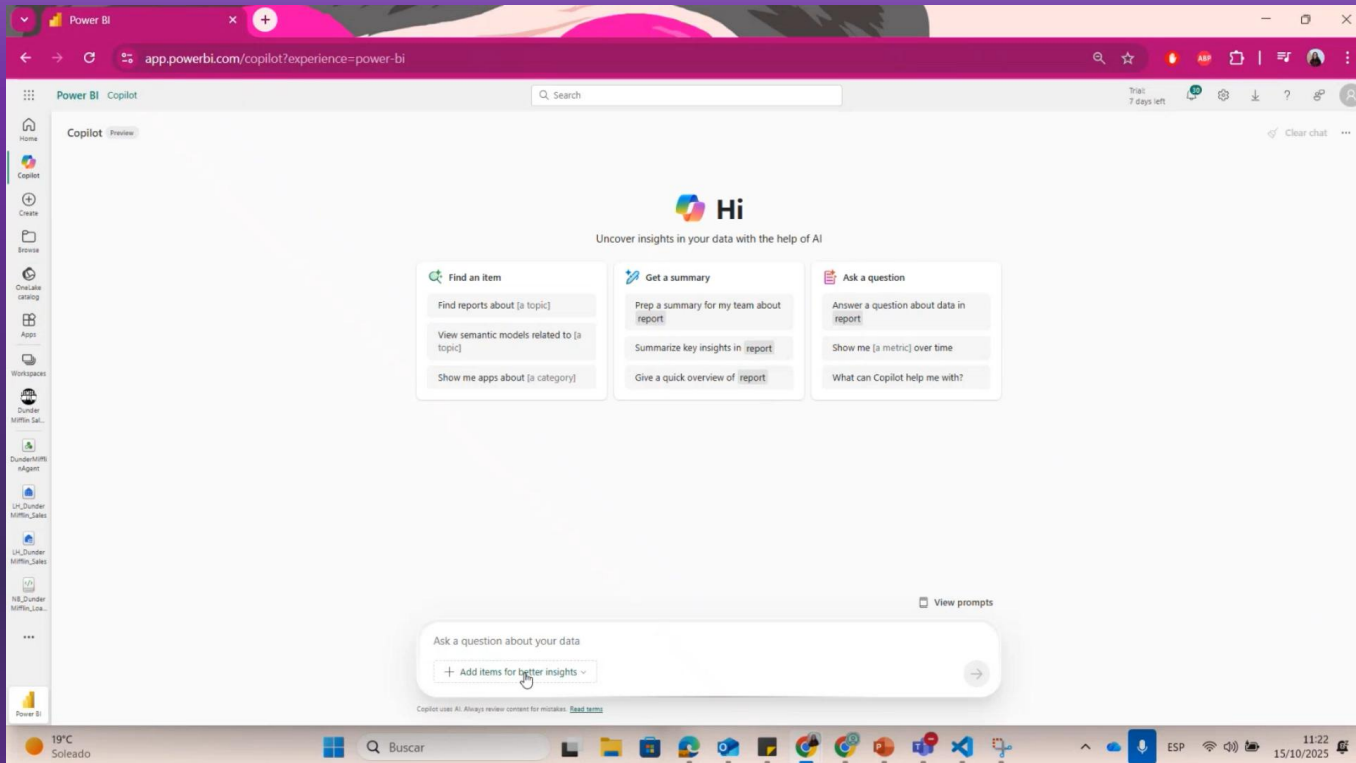 Power BI
app.powerbi.com/copilot?experience=power-bi
ABP
Power BI Copilot
Search
Trial:
7 days left
30
?
Home
Copilot
Create
Browse
OneLake
catalog
Apps
Workspaces
Dunder
Mifflin Sal...
DunderMiffli
nAgent
LH_Dunder
Mifflin_Sales
LH_Dunder
Mifflin_Sales
NB_Dunder
Mifflin_Loa...
...
Power BI
Copilot Preview
Clear chat ...
Hi
Uncover insights in your data with the help of AI
Find an item
Find reports about [a topic]
View semantic models related to [a
topic]
Show me apps about [a category]
Get a summary
Prep a summary for my team about
report
Summarize key insights in report
Give a quick overview of report
Ask a question
Answer a question about data in
report
Show me [a metric] over time
What can Copilot help me with?
View prompts
Ask a question about your data
+ Add items for better insights
Copilot uses AI. Always review content for mistakes. Read terms
19°C
Soleado
Buscar
ESP
11:22
15/10/2025